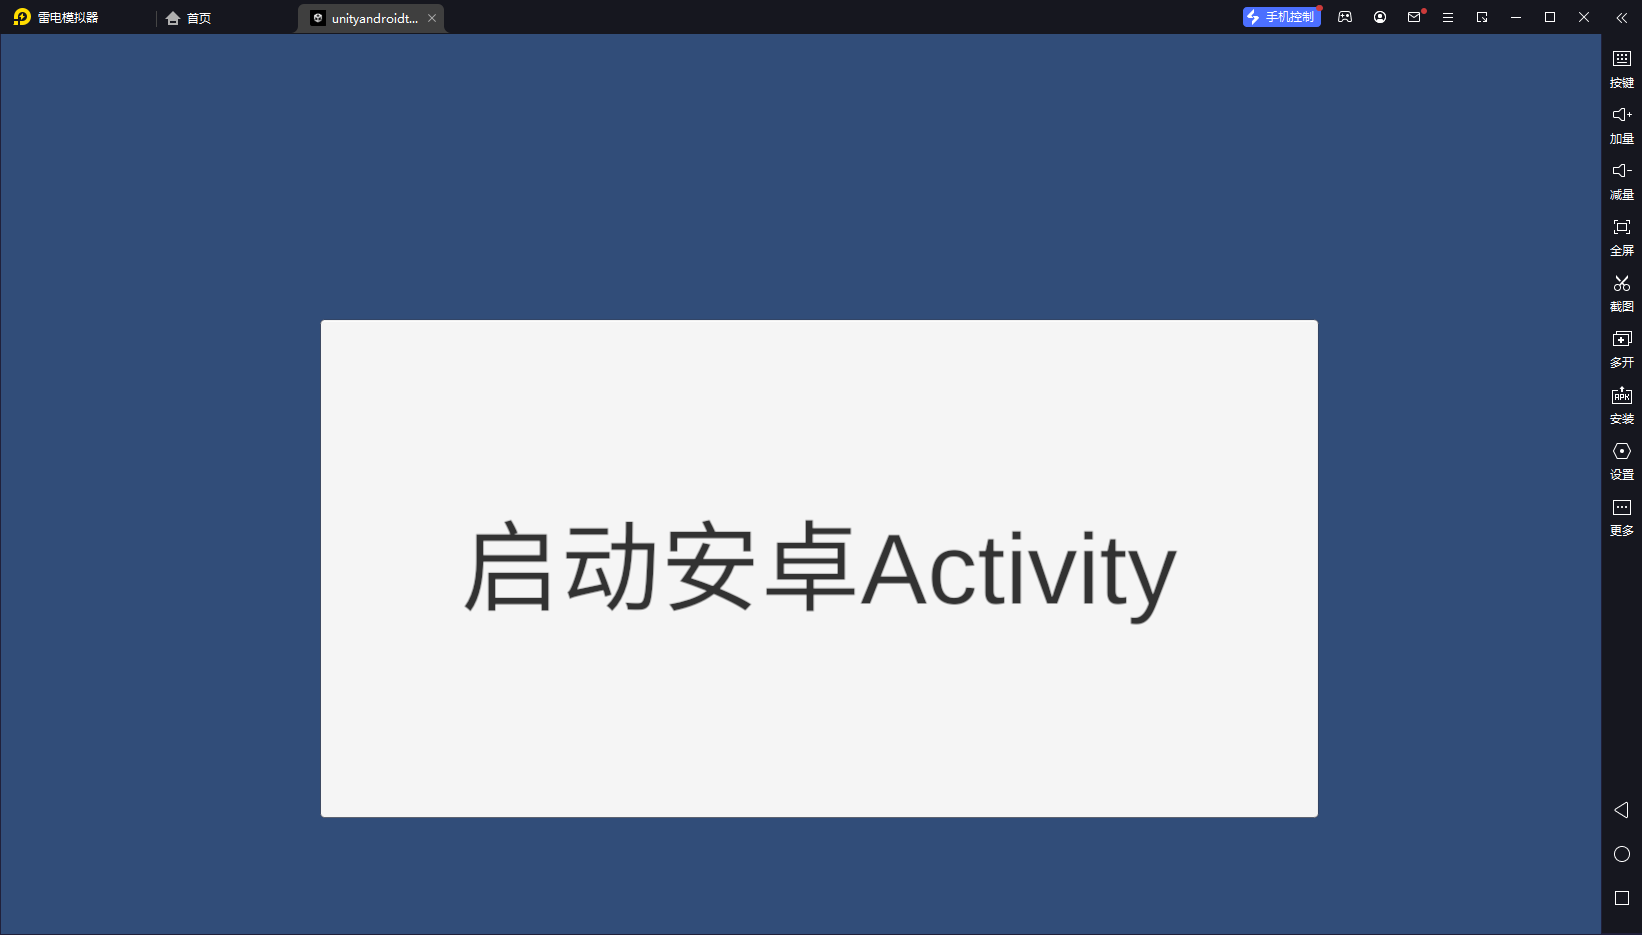 雷电模拟器
首页
unityandroidt...
手机控制
按键
加量
减量
全屏
截图
多开
APK
安装
设置
更多
启动安卓Activity